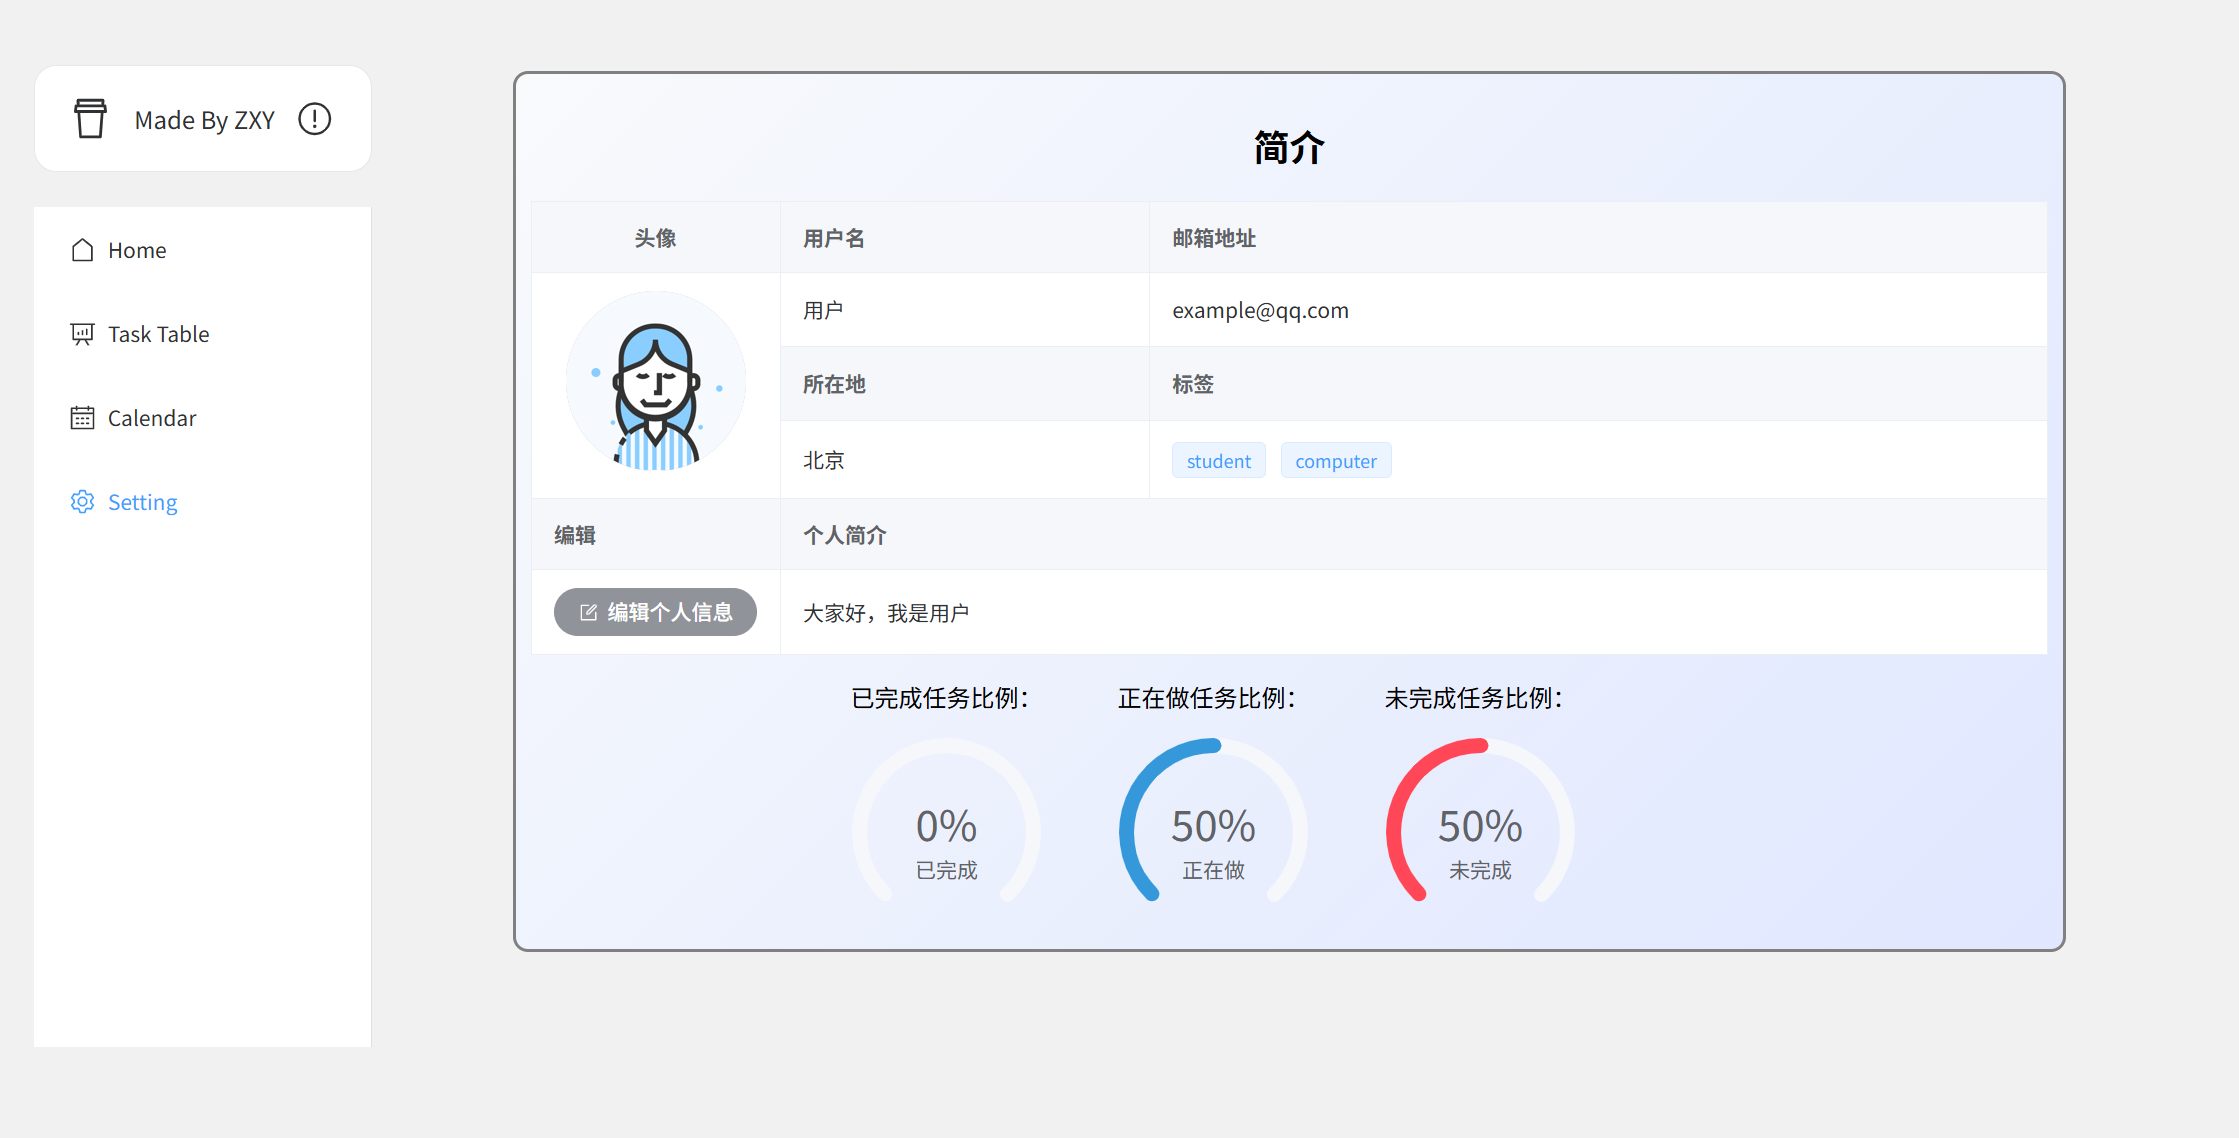 Made By ZXY
Home
Task Table
Calendar
Setting
简介
头像
用户名
邮箱地址
用户
example@qq.com
所在地
标签
北京
student
computer
编辑
个人简介
编辑个人信息
大家好，我是用户
已完成任务比例：
正在做任务比例：
未完成任务比例：
0%
已完成
50%
正在做
50%
未完成